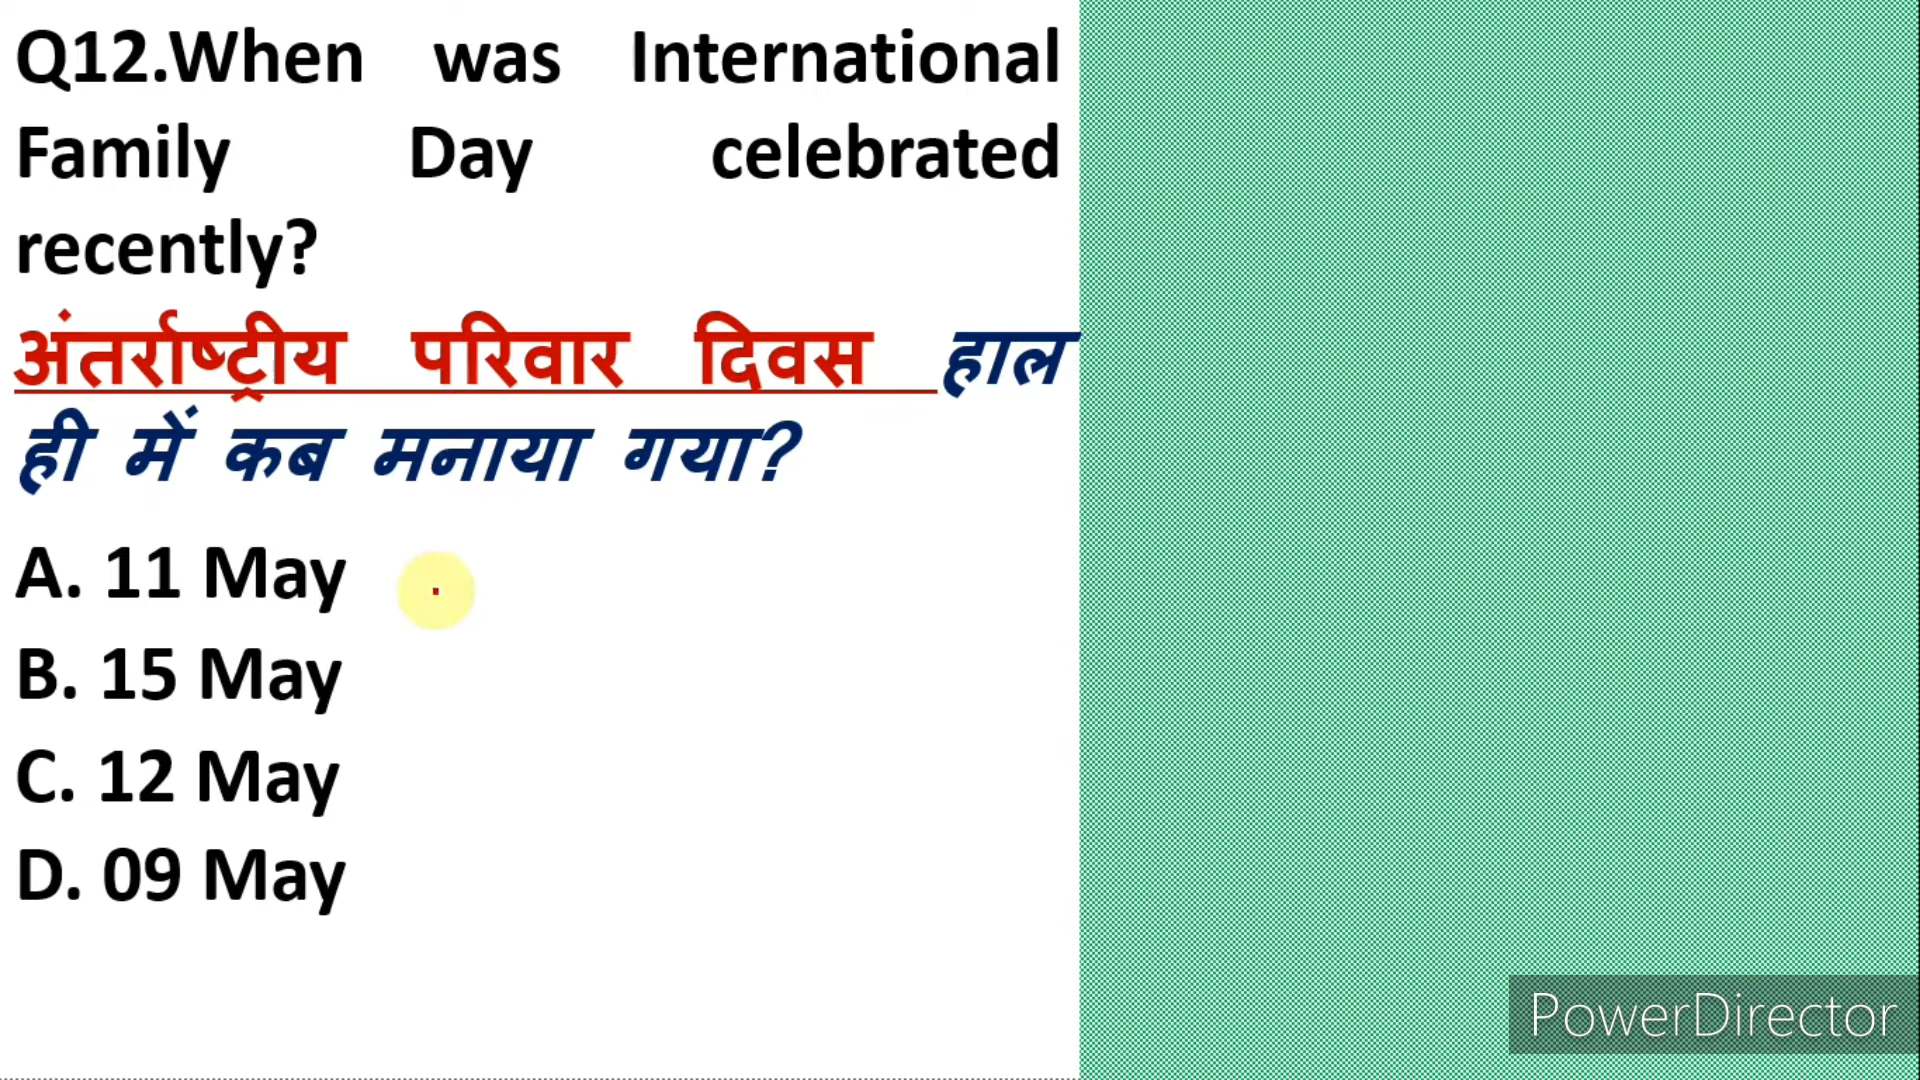 Q12.When was International
Family Day celebrated
recently?
अंतर्राष्ट्रीय परिवार दिवस हाल
ही में कब मनाया गया?
A. 11 May
B. 15 May
C. 12 May
D. 09 May
PowerDirector